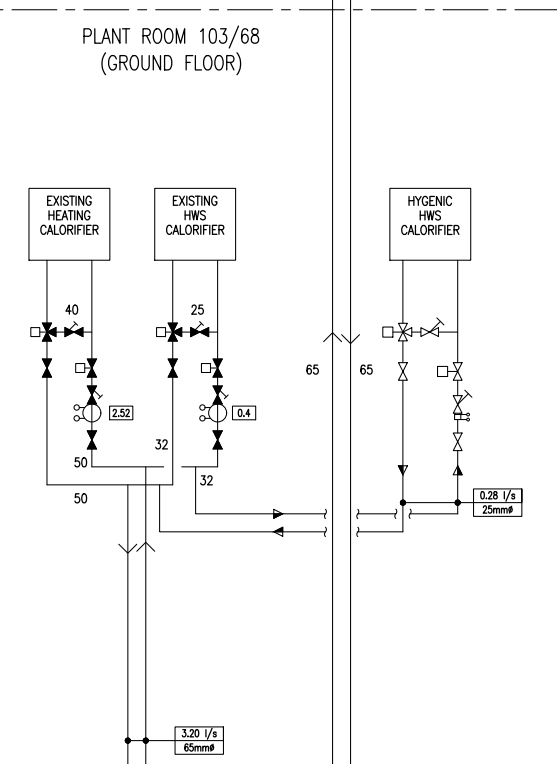 PLANT ROOM 103/68
(GROUND FLOOR)
EXISTING
HEATING
CALORIFIER
EXISTING
HWS
CALORIFIER
HYGENIC
HWS
CALORIFIER
40
25
65
65
2.52
0.4
32
50
32
50
0.28 l/s
25mmø
3.20 l/s
65mmø